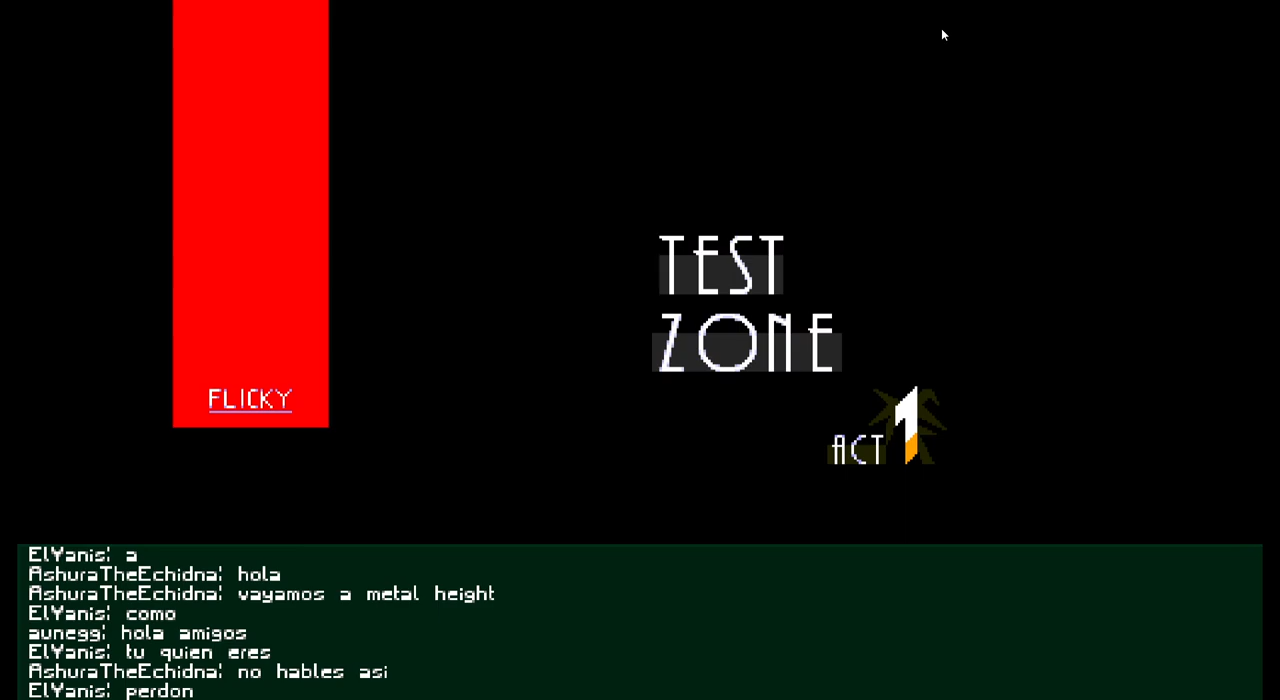 TEST
ZONE
FLICKY
ACT 1
ElYanis: a
AshuraTheEchidna: hola
AshuraTheEchidna: vayamos a metal height
ElYanis: como
aunegg: hola amigos
ElYanis: tu quien eres
AshuraTheEchidna: no hables asi
ElYanis: perdon